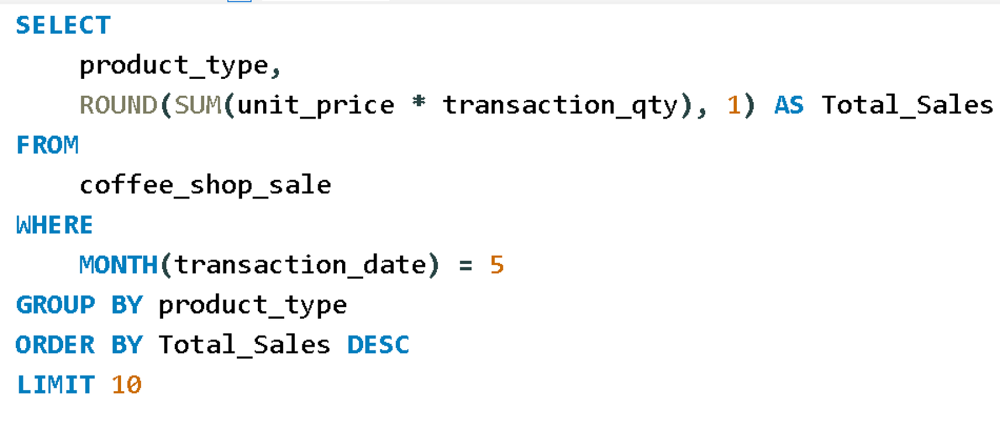 SELECT
product_type,
ROUND(SUM(unit_price * transaction_qty), 1) AS Total_Sales
FROM
coffee_shop_sale
WHERE
MONTH(transaction_date) = 5
GROUP BY product_type
ORDER BY Total_Sales DESC
LIMIT 10